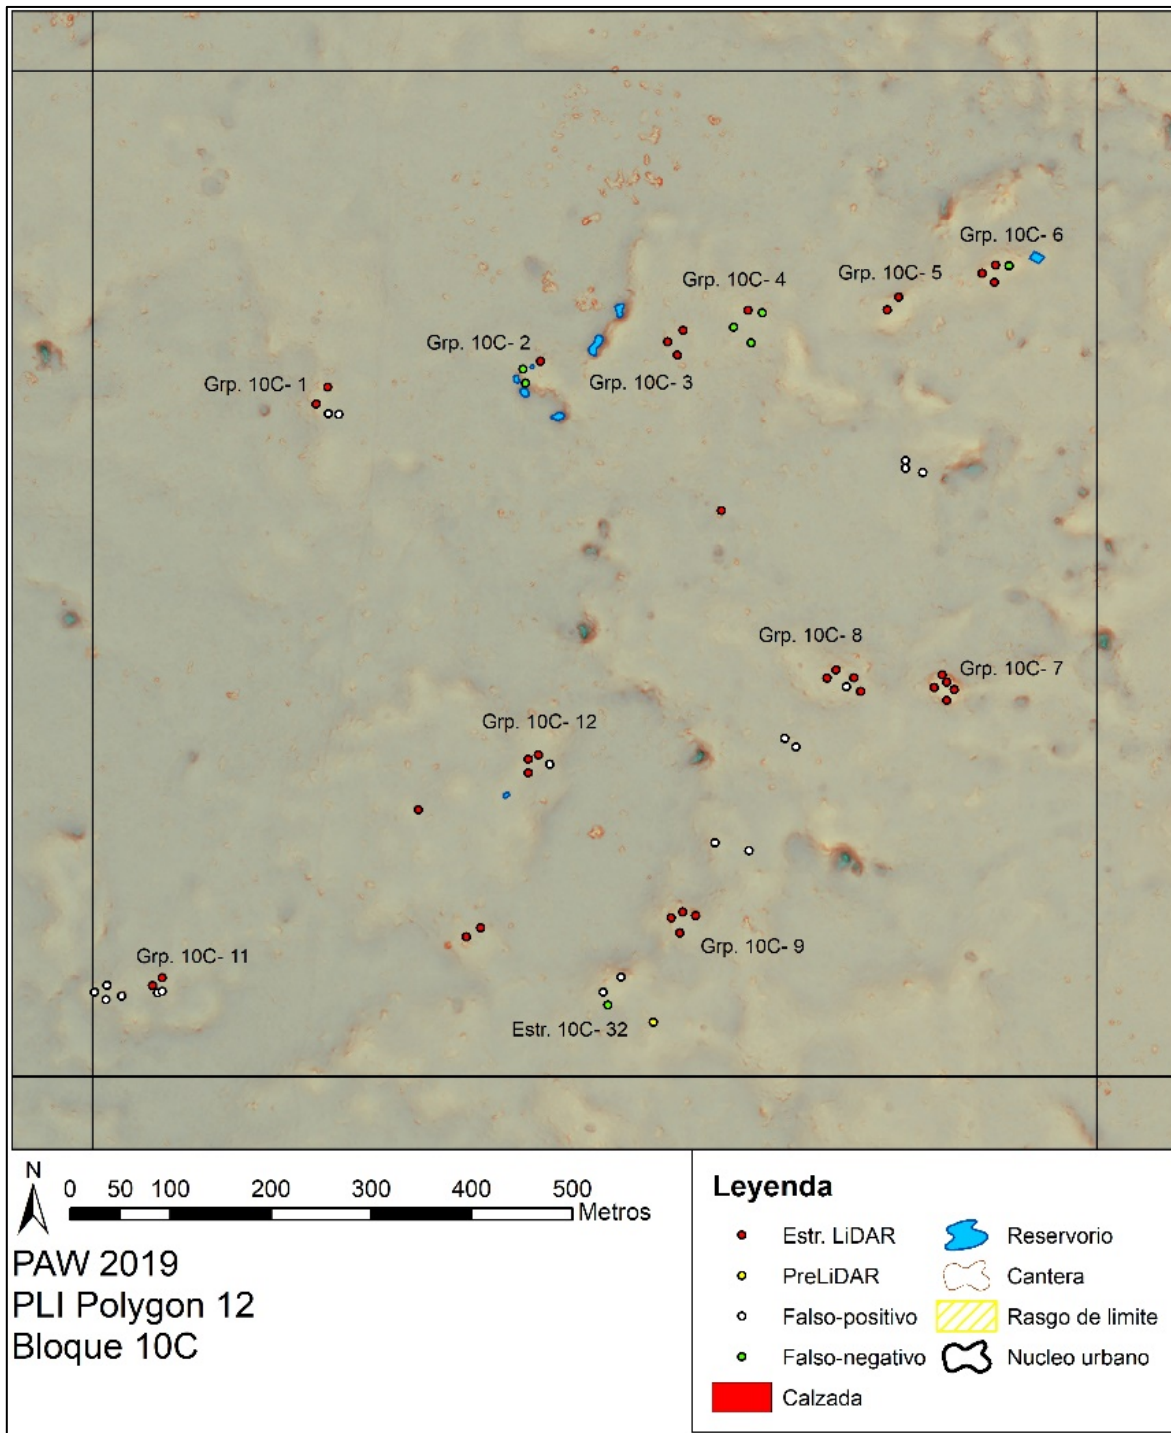 Grp. 10C- 6
Grp. 10C- 5
Grp. 10C- 4
Grp. 10C- 2
Grp. 10C- 3
Grp. 10C- 1
Grp. 10C- 8
Grp. 10C- 7
Grp. 10C- 12
Grp. 10C- 9
Grp. 10C- 11
Estr. 10C- 32
N
0 50 100 200 300 400 500
Metros
PAW 2019
PLI Polygon 12
Bloque 10C
Leyenda
Estr. LiDAR
PreLiDAR
Falso-positivo
Falso-negativo
Calzada
Reservorio
Cantera
Rasgo de limite
Nucleo urbano